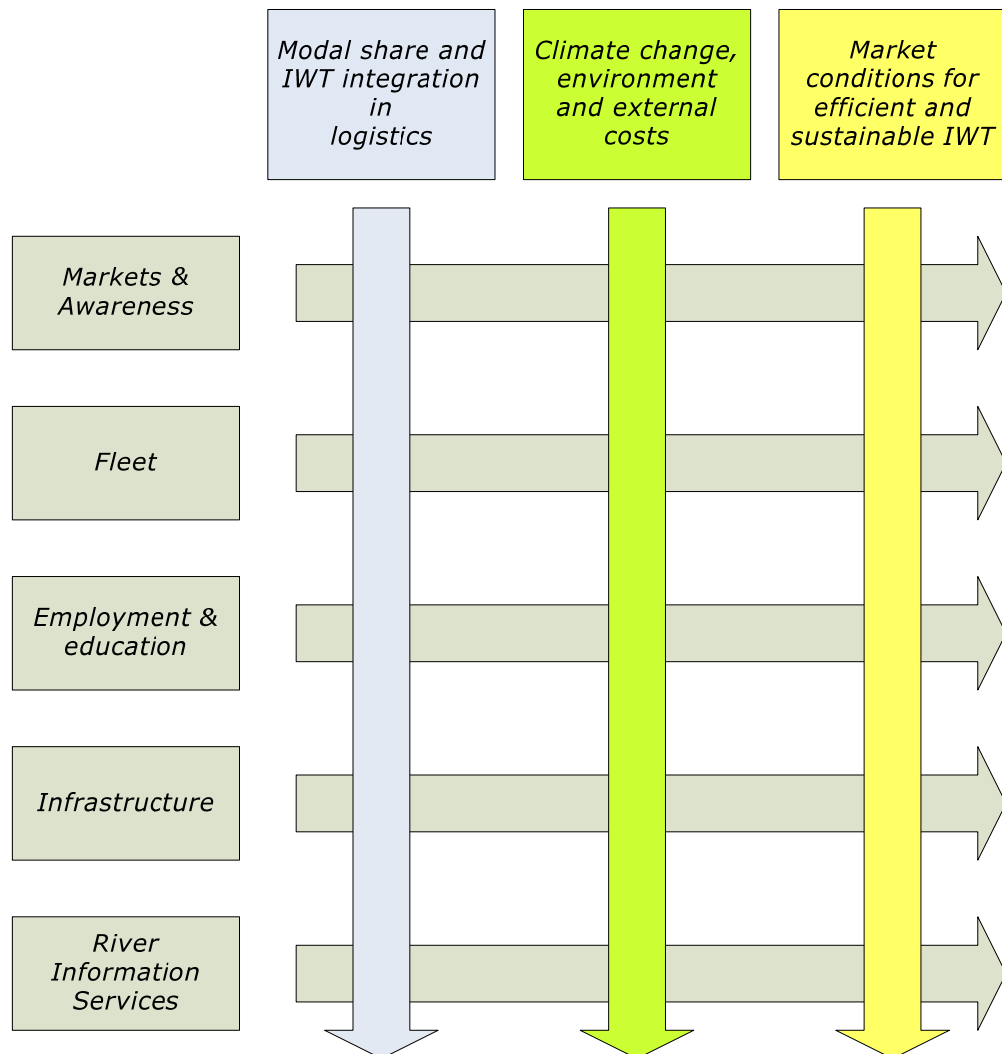 Modal share and
IWT integration
in
logistics
Climate change,
environment
and external
costs
Market
conditions for
efficient and
sustainable IWT
Markets &
Awareness
Fleet
Employment &
education
Infrastructure
River
Information
Services